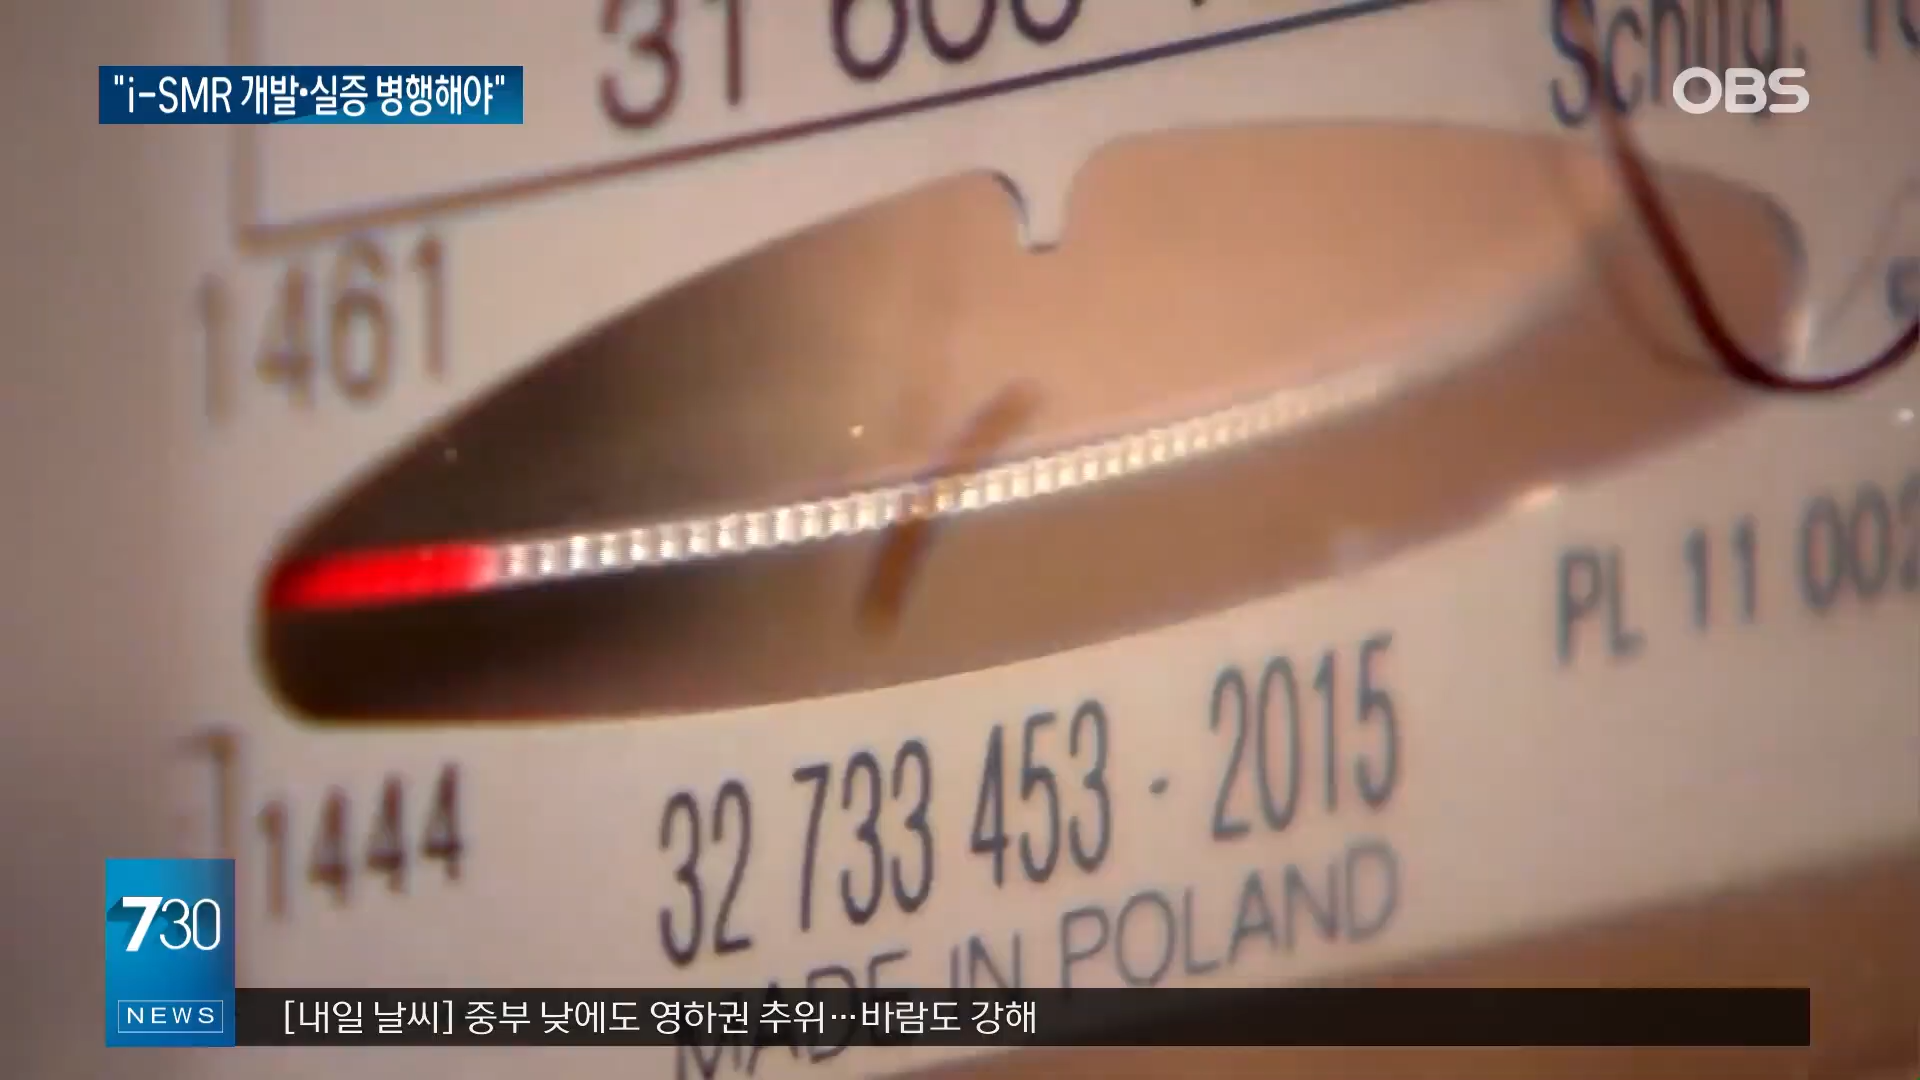 "i-SMR 개발•실증 병행해야"
OBS
31 600
1461
PL 11
1444
32 733 453 - 2015
MADE IN POLAND
730
NEWS
[내일 날씨] 중부 낮에도 영하권 추위…바람도 강해